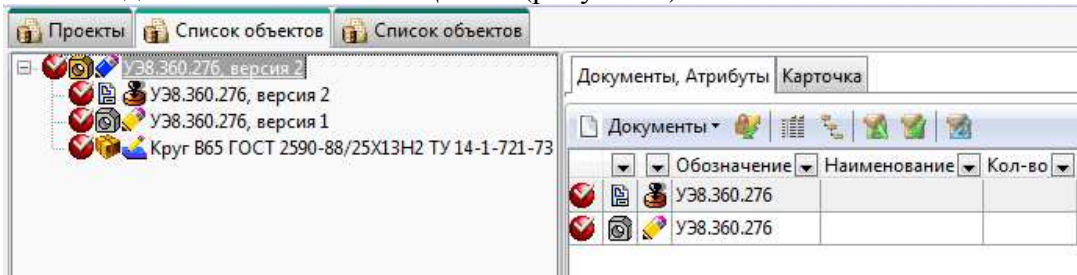 Проекты Список объектов Список объектов
УЭ8.360.276, версия 2
УЭ8.360.276, версия 2
УЭ8.360.276, версия 1
Круг В65 ГОСТ 2590-88/25Х13Н2 ТУ 14-1-721-73
Документы, Атрибуты Карточка
Документы
Обозначение Наименование Кол-во
УЭ8.360.276
УЭ8.360.276